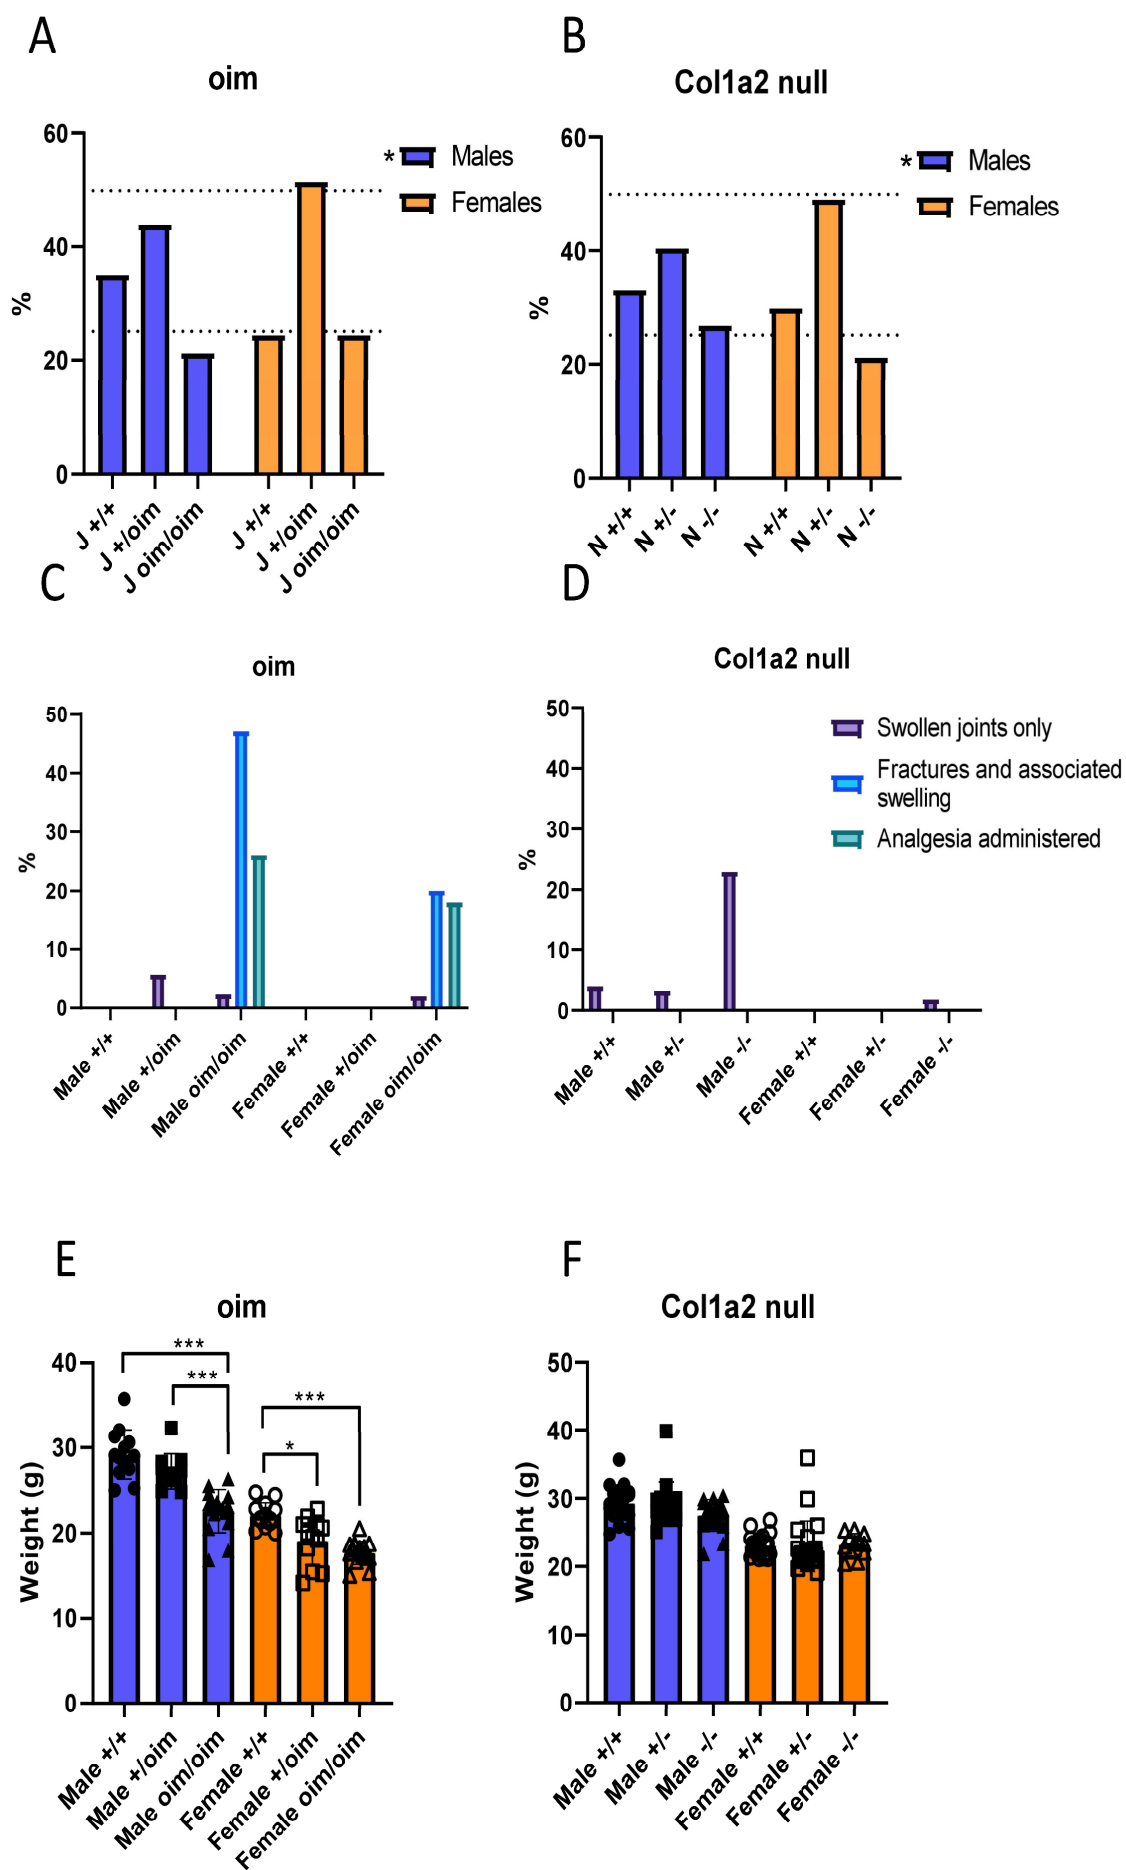 A
oim
60
40
20
0
%
* Males
Females
J +/+
J +/oim
J oim/oim
J +/+
J +/oim
J oim/oim
B
Col1a2 null
60
40
20
0
%
* Males
Females
N +/+
N +/-
N -/-
N +/+
N +/-
N -/-
C
oim
50
40
30
20
10
0
%
Male +/+
Male +/oim
Male oim/oim
Female +/+
Female +/oim
Female oim/oim
D
Col1a2 null
50
40
30
20
10
0
%
Swollen joints only
Fractures and associated
swelling
Analgesia administered
Male +/+
Male +/-
Male -/-
Female +/+
Female +/-
Female -/-
E
oim
40
30
20
10
0
Weight (g)
***
***
***
*
Male +/+
Male +/oim
Male oim/oim
Female +/+
Female +/oim
Female oim/oim
F
Col1a2 null
50
40
30
20
10
0
Weight (g)
Male +/+
Male +/-
Male -/-
Female +/+
Female +/-
Female -/-